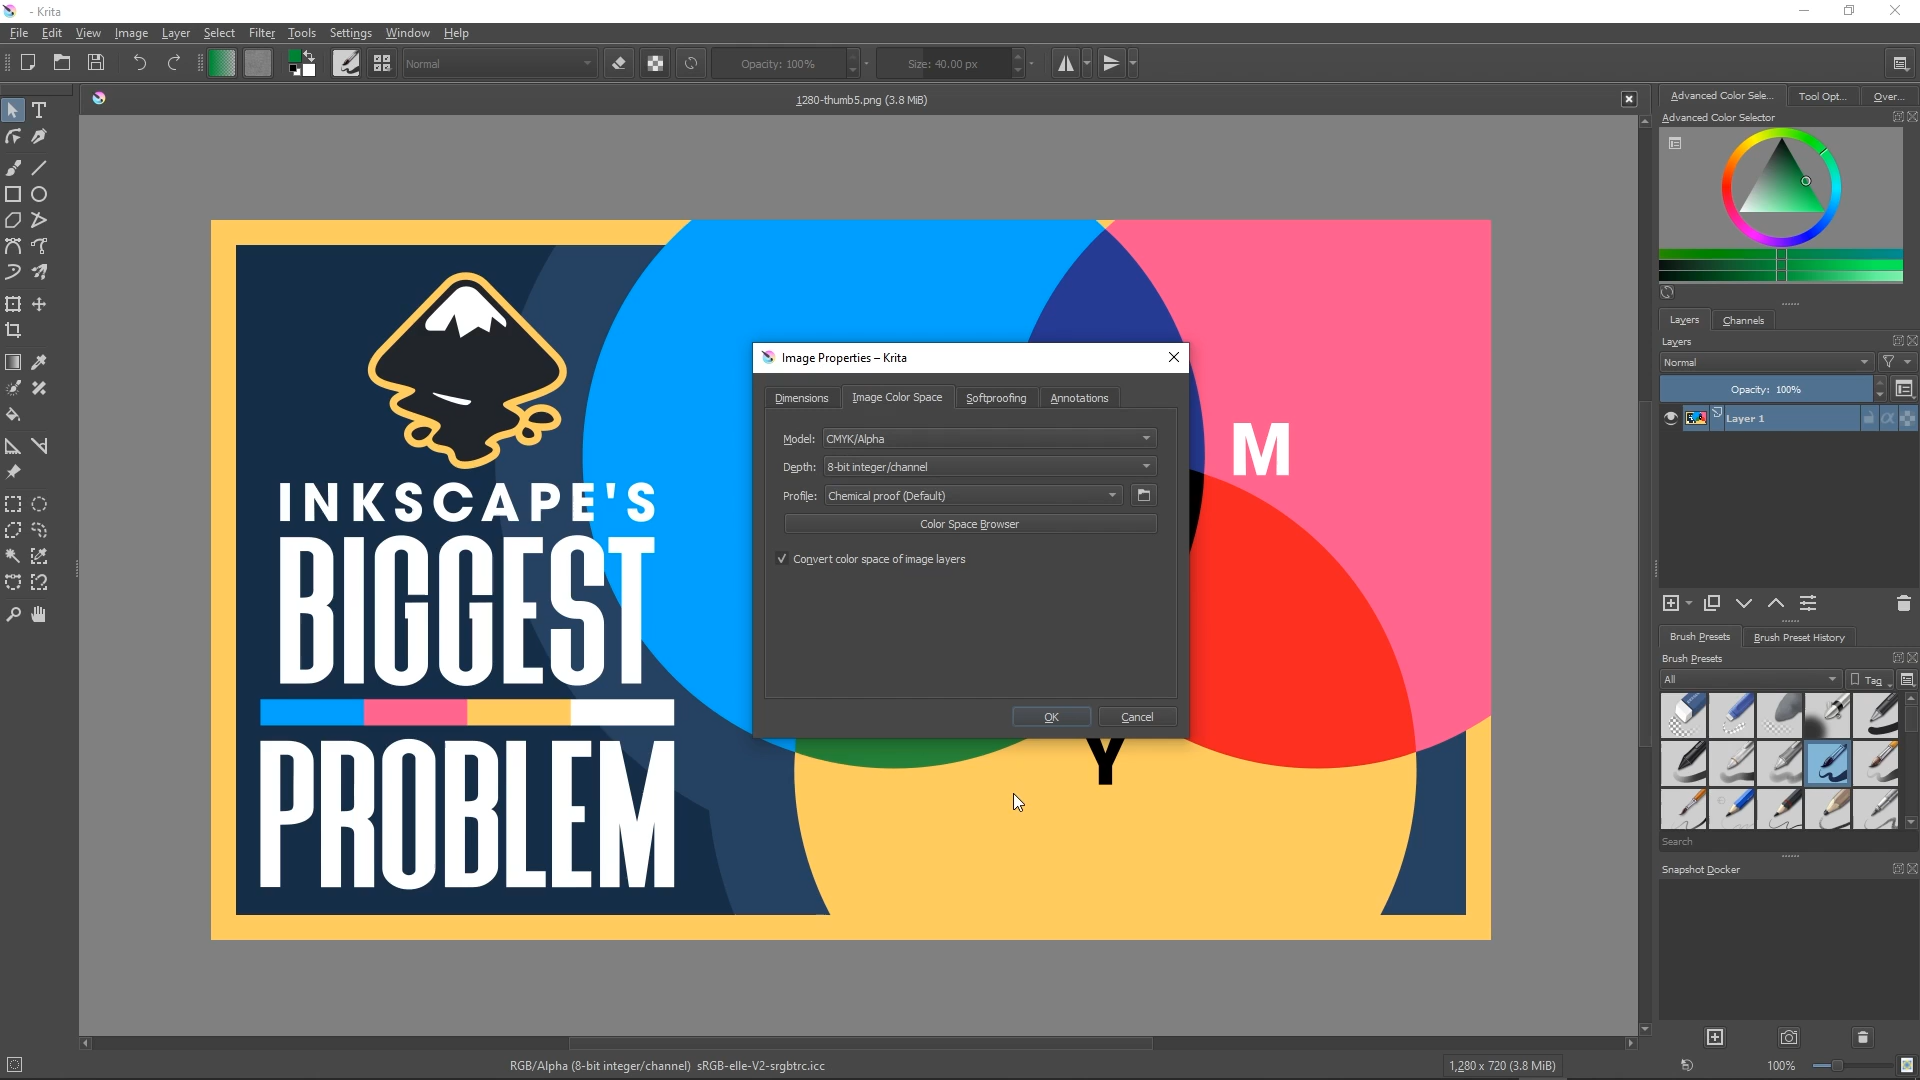 - Krita
File Edit View Image Layer Select Filter Tools Settings Window Help
Normal
Opacity: 100%
Size: 40.00 px
1280-thumb5.png (3.8 MiB)
INKSCAPE'S
BIGGEST
PROBLEM
M
Y
Image Properties – Krita
Dimensions Image Color Space Softproofing Annotations
Model: CMYK/Alpha
Depth: 8-bit integer/channel
Profile: Chemical proof (Default)
Color Space Browser
Convert color space of image layers
OK Cancel
Advanced Color Sele... Tool Opt... Over...
Advanced Color Selector
Layers Channels
Layers
Normal
Opacity: 100%
Layer 1
Brush Presets Brush Preset History
Brush Presets
All Tag
Search
Snapshot Docker
RGB/Alpha (8-bit integer/channel) sRGB-elle-V2-srgbtrc.icc
1,280 x 720 (3.8 MiB)
100%